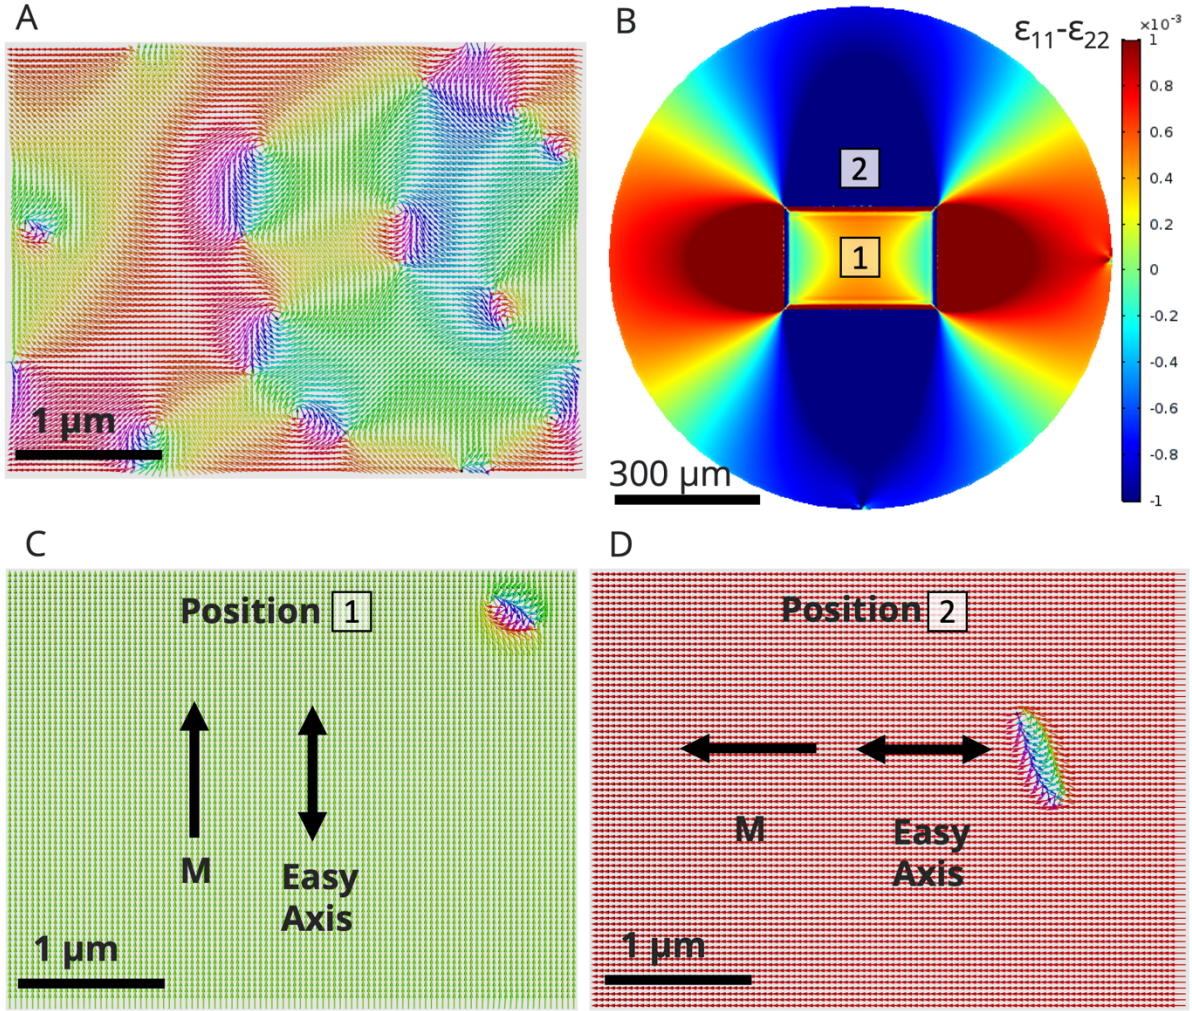 A
1 μm
B
ε11-ε22
×10⁻³
1
0.8
0.6
0.4
0.2
0
-0.2
-0.4
-0.6
-0.8
-1
2
1
300 μm
C
Position 1
M
Easy
Axis
1 μm
D
Position 2
M
Easy
Axis
1 μm